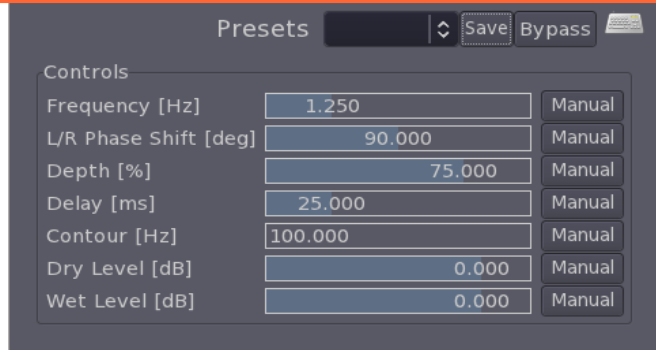 Presets Save Bypass
Controls
Frequency [Hz] 1.250 Manual
L/R Phase Shift [deg] 90.000 Manual
Depth [%] 75.000 Manual
Delay [ms] 25.000 Manual
Contour [Hz] 100.000 Manual
Dry Level [dB] 0.000 Manual
Wet Level [dB] 0.000 Manual